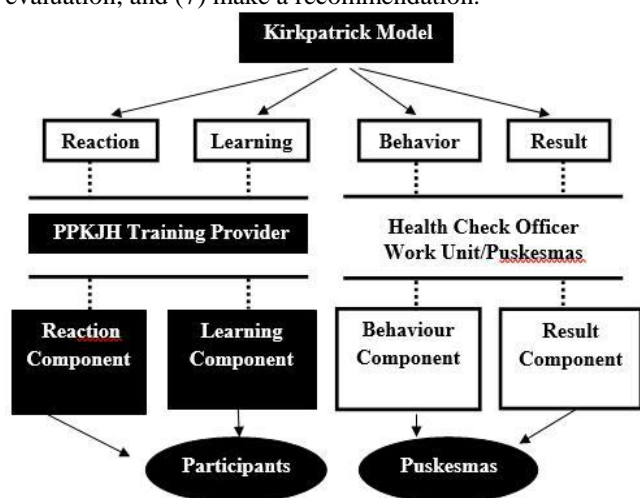 evaluation, and (7) make a recommendation.
Kirkpatrick Model
Reaction
Learning
Behavior
Result
PPKJH Training Provider
Health Check Officer
Work Unit/Puskesmas
Reaction
Component
Learning
Component
Behaviour
Component
Result
Component
Participants
Puskesmas